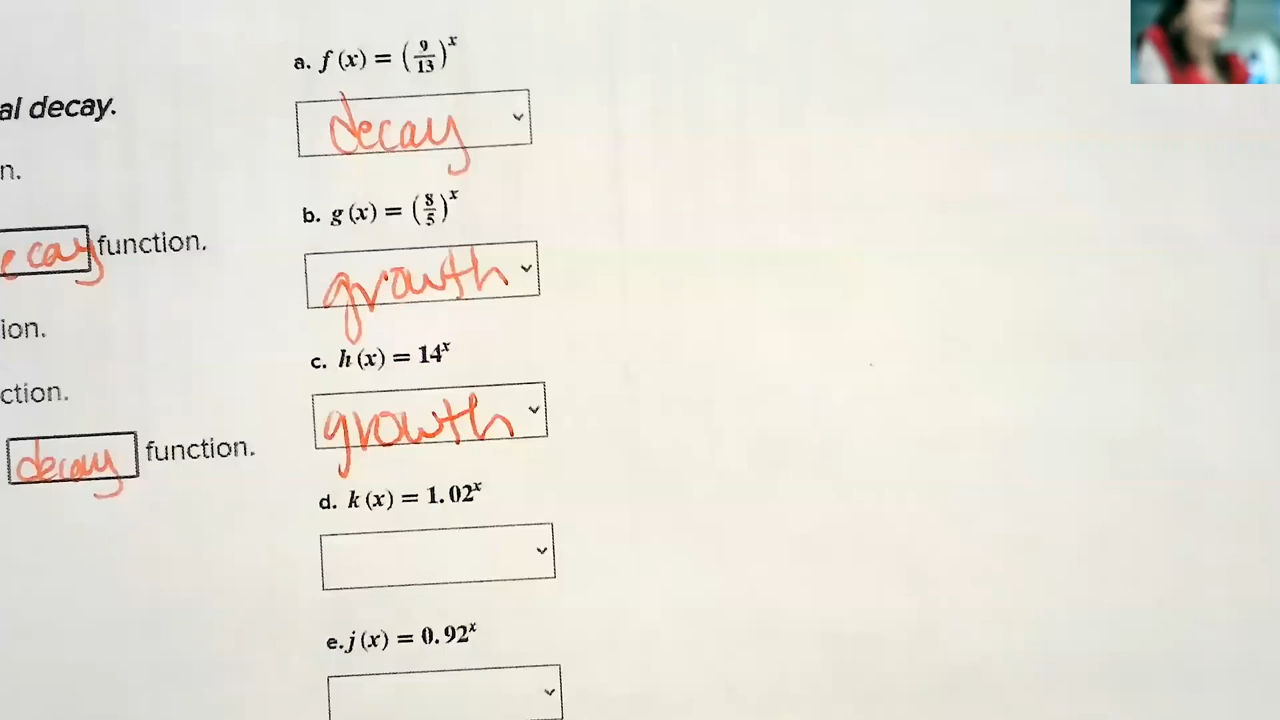 al decay.
n.
ecay function.
ion.
ction.
decay function.
a. f (x) = (9/13)^x
decay
b. g (x) = (8/5)^x
growth
c. h (x) = 14^x
growth
d. k (x) = 1.02^x
e. j (x) = 0.92^x